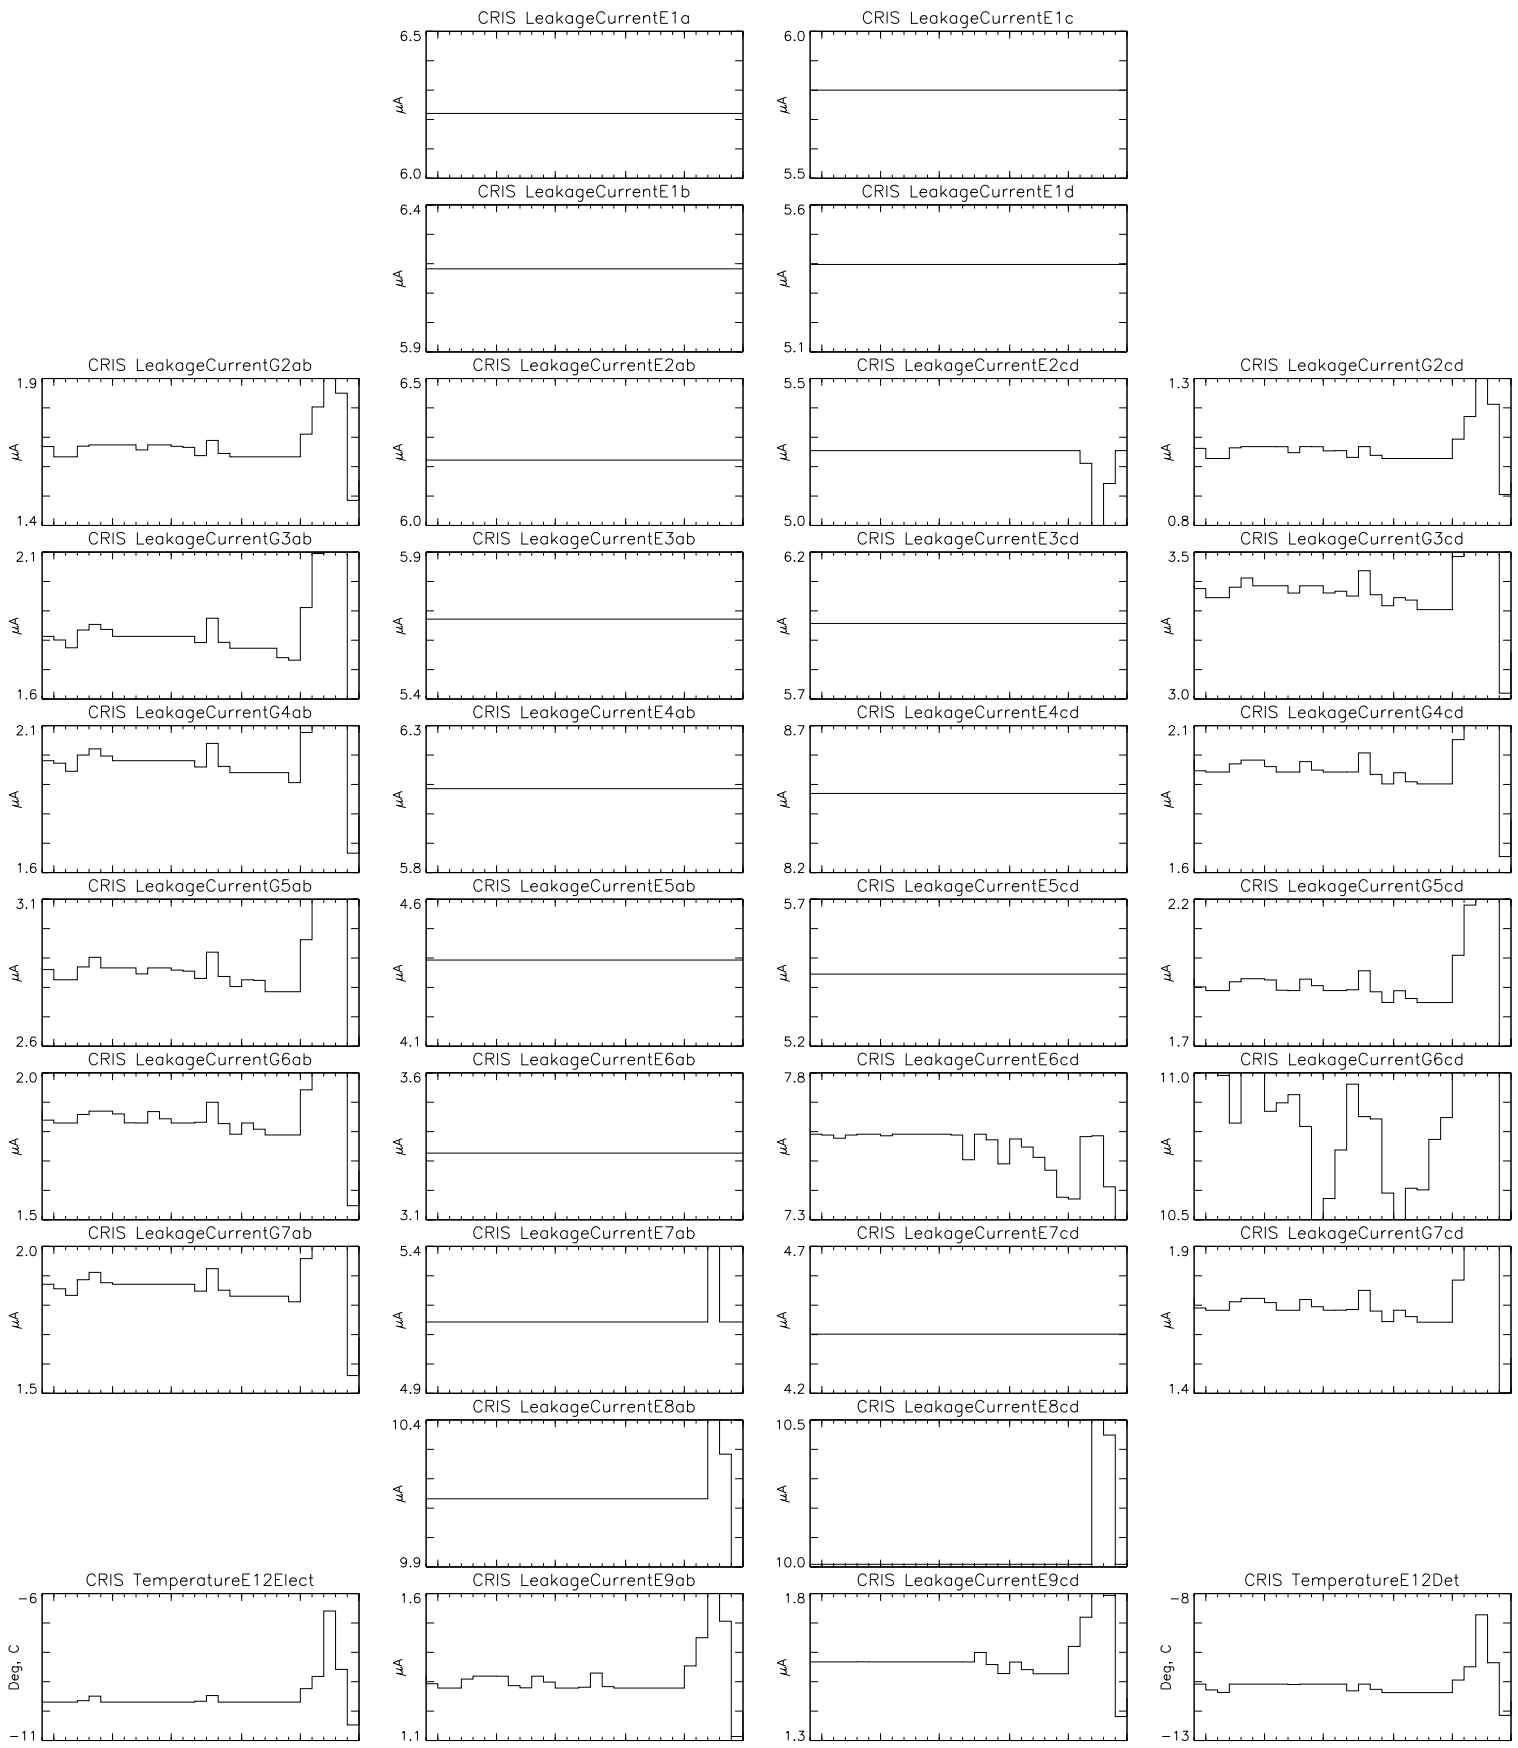 CRIS LeakageCurrentE1a CRIS LeakageCurrentE1c
6.5 6.0
μA μA
6.0 5.5
CRIS LeakageCurrentE1b CRIS LeakageCurrentE1d
6.4 5.6
μA μA
5.9 5.1
CRIS LeakageCurrentG2ab CRIS LeakageCurrentE2ab CRIS LeakageCurrentE2cd CRIS LeakageCurrentG2cd
1.9 6.5 5.5 1.3
μA μA μA μA
1.4 6.0 5.0 0.8
CRIS LeakageCurrentG3ab CRIS LeakageCurrentE3ab CRIS LeakageCurrentE3cd CRIS LeakageCurrentG3cd
2.1 5.9 6.2 3.5
μA μA μA μA
1.6 5.4 5.7 3.0
CRIS LeakageCurrentG4ab CRIS LeakageCurrentE4ab CRIS LeakageCurrentE4cd CRIS LeakageCurrentG4cd
2.1 6.3 8.7 2.1
μA μA μA μA
1.6 5.8 8.2 1.6
CRIS LeakageCurrentG5ab CRIS LeakageCurrentE5ab CRIS LeakageCurrentE5cd CRIS LeakageCurrentG5cd
3.1 4.6 5.7 2.2
μA μA μA μA
2.6 4.1 5.2 1.7
CRIS LeakageCurrentG6ab CRIS LeakageCurrentE6ab CRIS LeakageCurrentE6cd CRIS LeakageCurrentG6cd
2.0 3.6 7.8 11.0
μA μA μA μA
1.5 3.1 7.3 10.5
CRIS LeakageCurrentG7ab CRIS LeakageCurrentE7ab CRIS LeakageCurrentE7cd CRIS LeakageCurrentG7cd
2.0 5.4 4.7 1.9
μA μA μA μA
1.5 4.9 4.2 1.4
CRIS LeakageCurrentE8ab CRIS LeakageCurrentE8cd
10.4 10.5
μA μA
9.9 10.0
CRIS TemperatureE12Elect CRIS LeakageCurrentE9ab CRIS LeakageCurrentE9cd CRIS TemperatureE12Det
-6 1.6 1.8 -8
Deg, C μA μA Deg, C
-11 1.1 1.3 -13